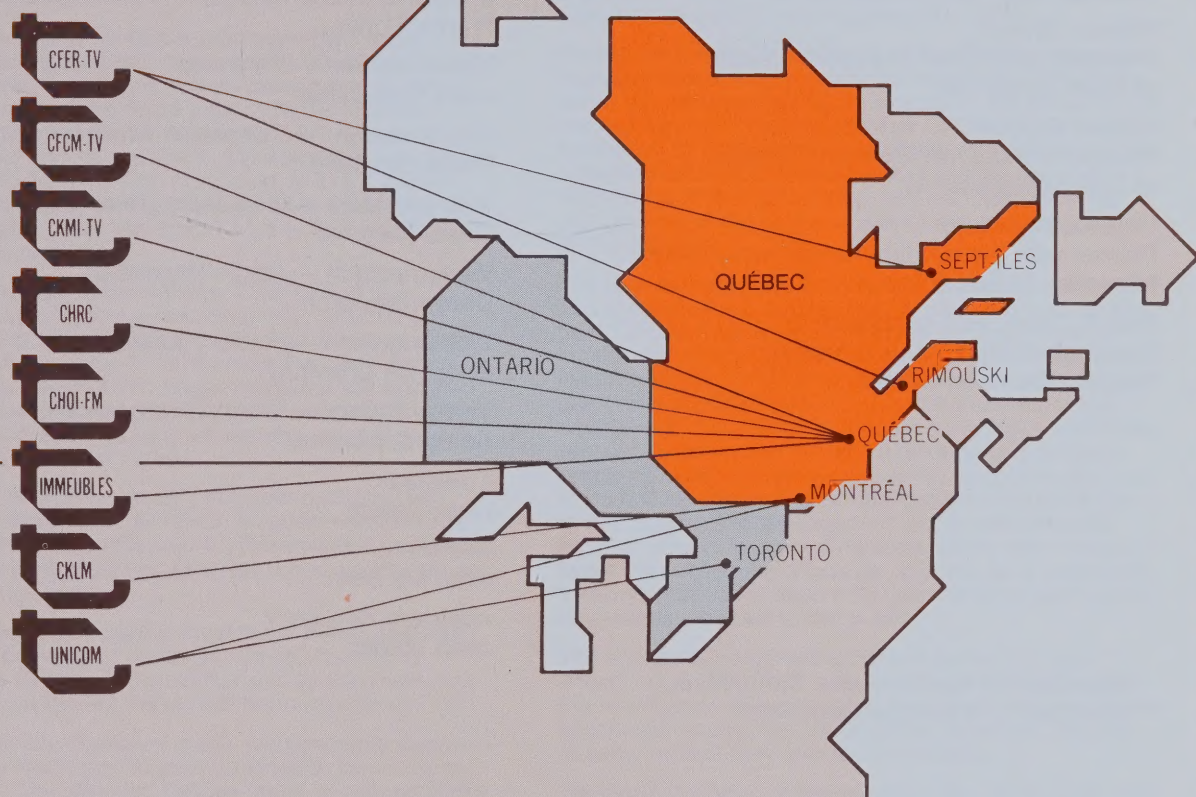 CFER-TV
CFCM-TV
CKMI-TV
CHRC
CHOI-FM
IMMEUBLES
CKLM
UNICOM
SEPT-ÎLES
QUÉBEC
ONTARIO
RIMOUSKI
QUÉBEC
MONTRÉAL
TORONTO